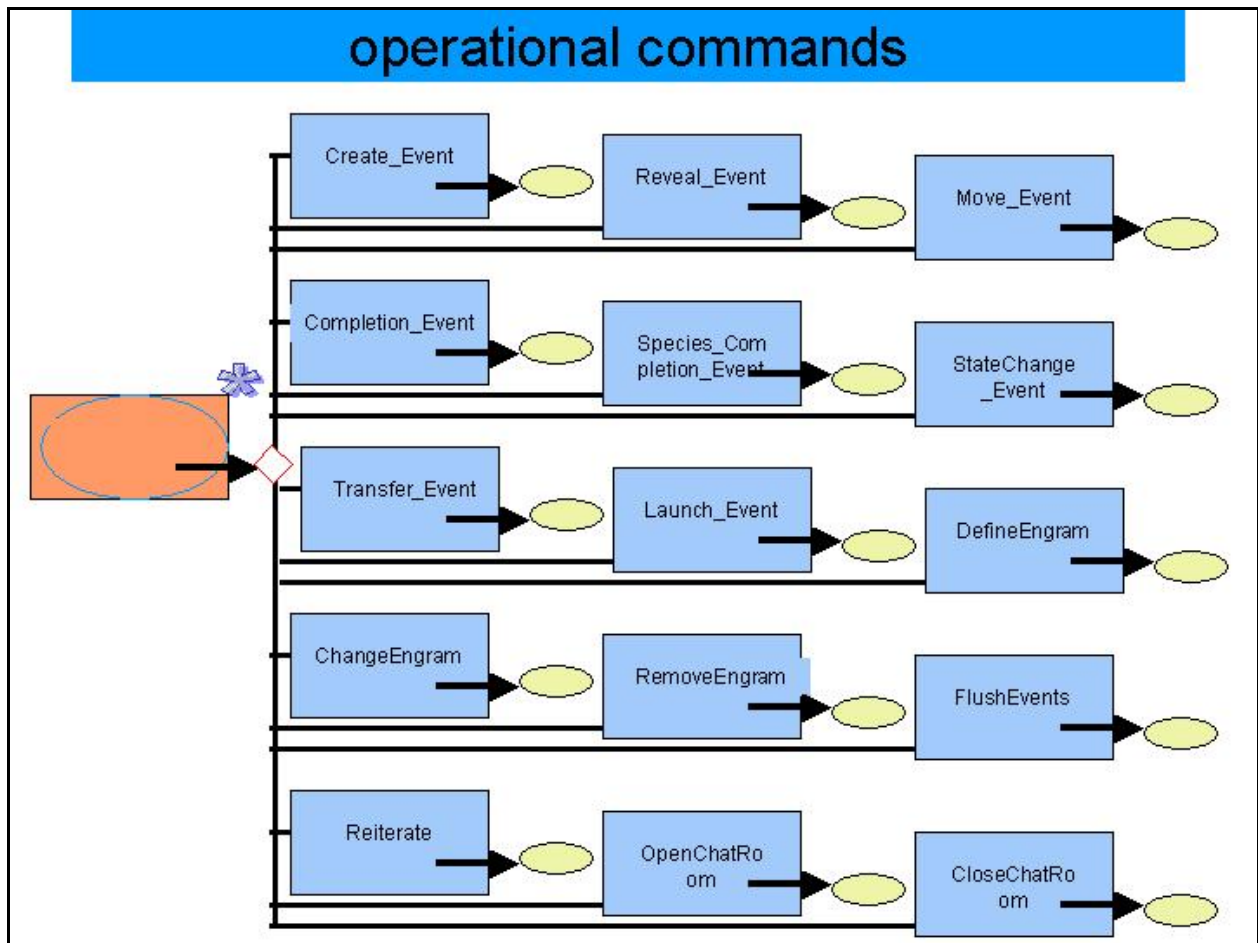 operational commands
Create_Event
Reveal_Event
Move_Event
Completion_Event
Species_Com
pletion_Event
StateChange
_Event
Transfer_Event
Launch_Event
DefineEngram
ChangeEngram
RemoveEngram
FlushEvents
Reiterate
OpenChatRo
om
CloseChatRo
om